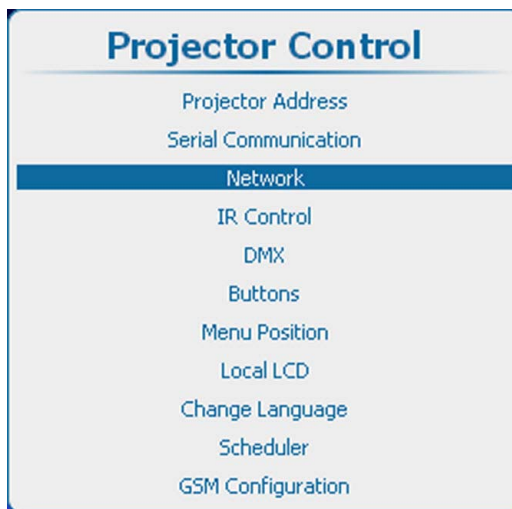 Projector Control
Projector Address
Serial Communication
Network
IR Control
DMX
Buttons
Menu Position
Local LCD
Change Language
Scheduler
GSM Configuration